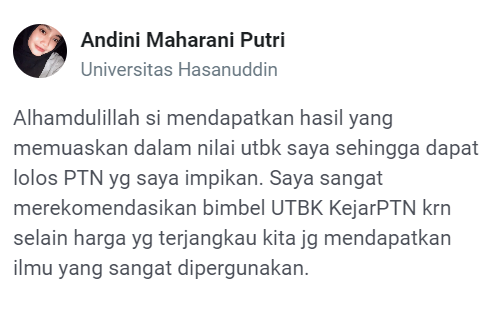 Andini Maharani Putri
Universitas Hasanuddin
Alhamdulillah si mendapatkan hasil yang
memuaskan dalam nilai utbk saya sehingga dapat
lolos PTN yg saya impikan. Saya sangat
merekomendasikan bimbel UTBK KejarPTN krn
selain harga yg terjangkau kita jg mendapatkan
ilmu yang sangat dipergunakan.